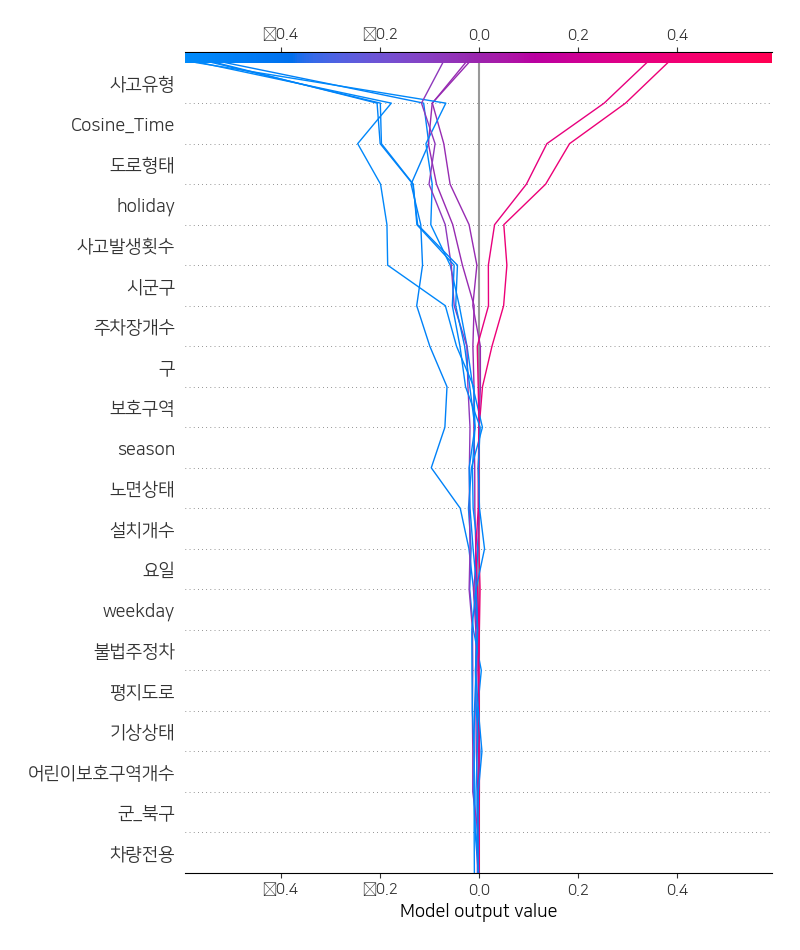 ☒0.4 ☒0.2 0.0 0.2 0.4
사고유형
Cosine_Time
도로형태
holiday
사고발생횟수
시군구
주차장개수
구
보호구역
season
노면상태
설치개수
요일
weekday
불법주정차
평지도로
기상상태
어린이보호구역개수
군_북구
차량전용
☒0.4 ☒0.2 0.0 0.2 0.4
Model output value